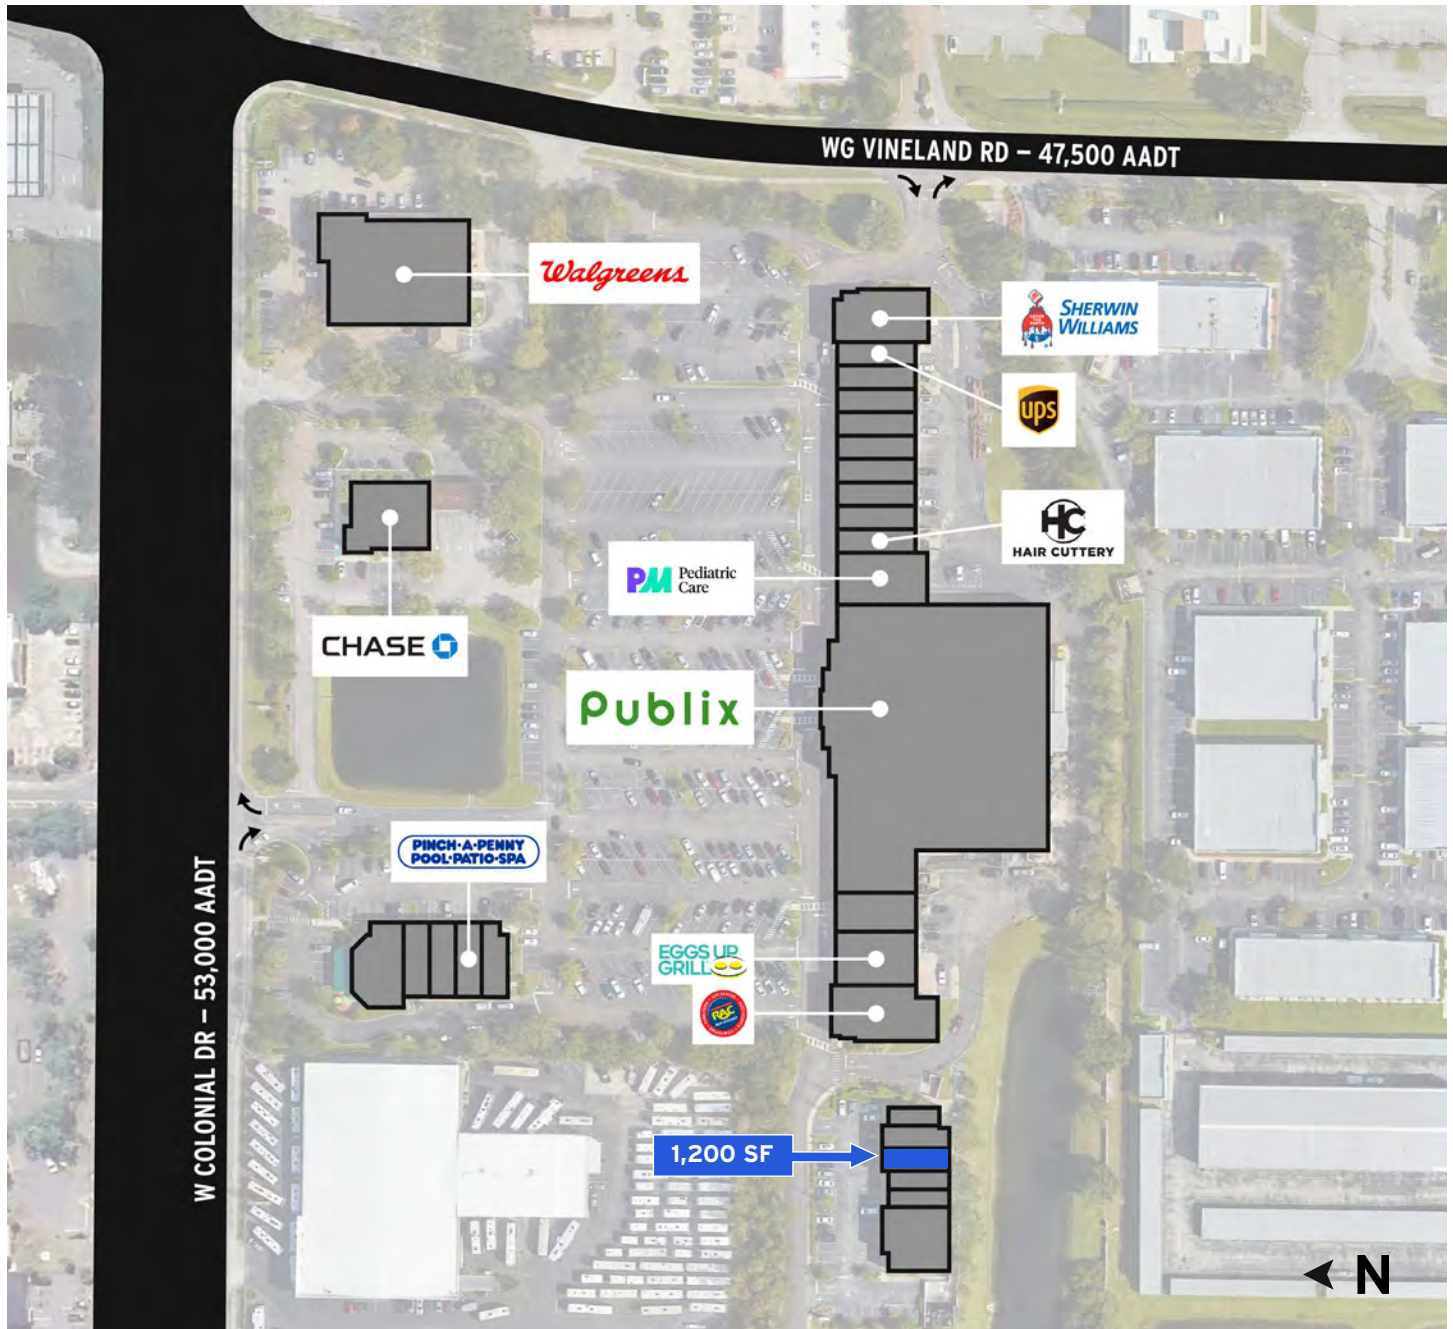 WG VINELAND RD – 47,500 AADT
Walgreens
SHERWIN
WILLIAMS
ups
HC
HAIR CUTTERY
PM Pediatric
Care
CHASE
Publix
PINCH·A·PENNY
POOL·PATIO·SPA
W COLONIAL DR – 53,000 AADT
EGGS UP
GRILL
RAC
1,200 SF
N